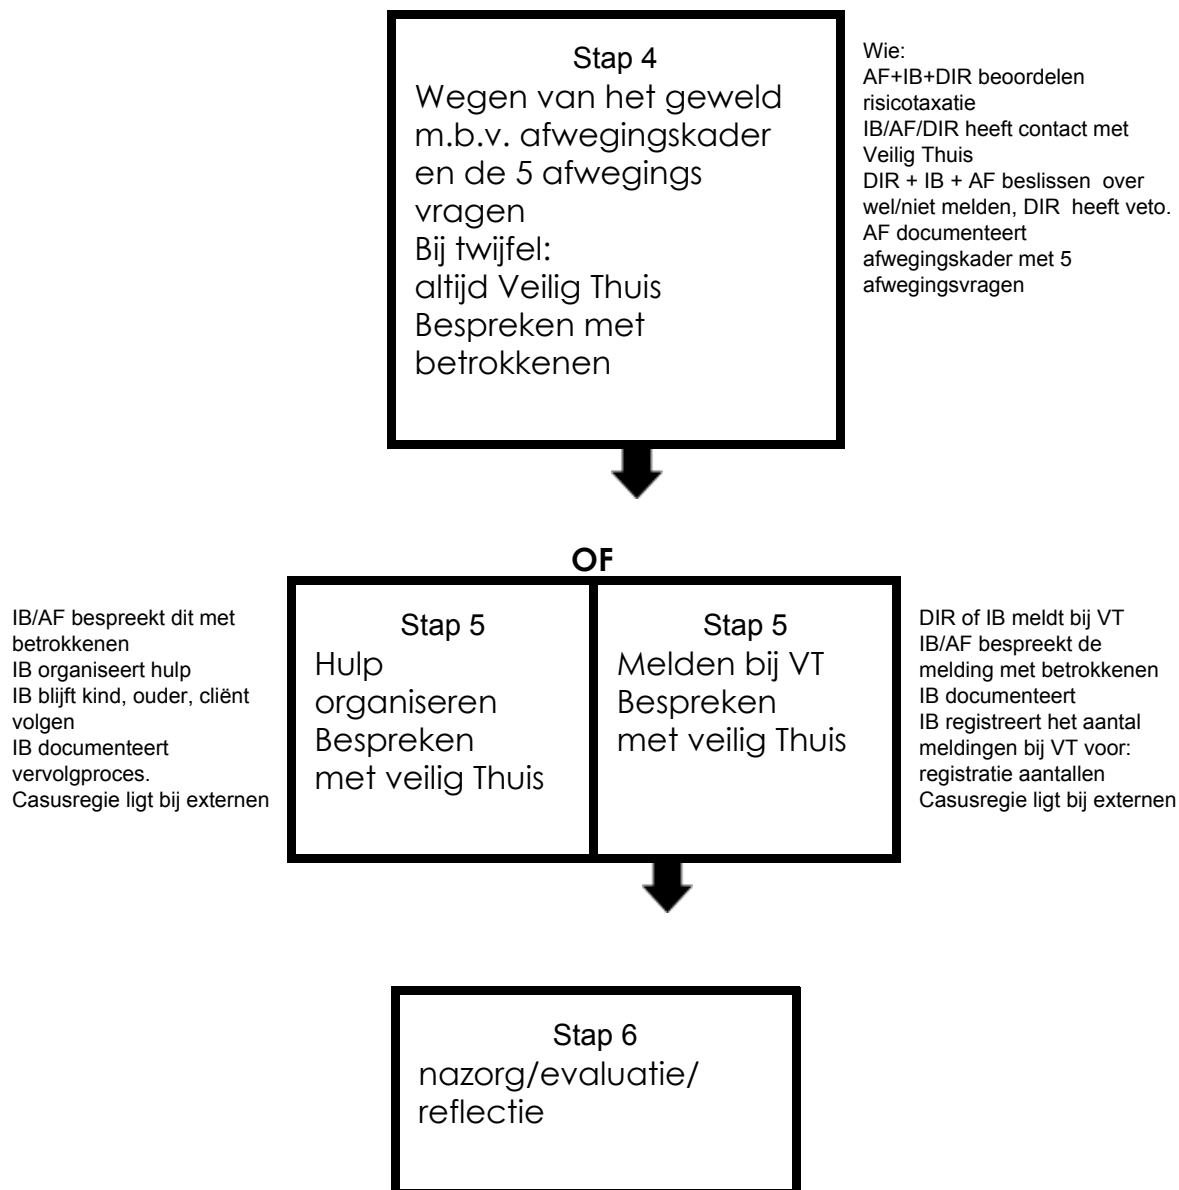 Stap 4
Wegen van het geweld
m.b.v. afwegingskader
en de 5 afwegings
vragen
Bij twijfel:
altijd Veilig Thuis
Bespreken met
betrokkenen
Wie:
AF+IB+DIR beoordelen
risicotaxatie
IB/AF/DIR heeft contact met
Veilig Thuis
DIR + IB + AF beslissen over
wel/niet melden, DIR heeft veto.
AF documenteert
afwegingskader met 5
afwegingsvragen
OF
IB/AF bespreekt dit met
betrokkenen
IB organiseert hulp
IB blijft kind, ouder, cliënt
volgen
IB documenteert
vervolgproces.
Casusregie ligt bij externen
Stap 5
Hulp
organiseren
Bespreken
met veilig Thuis
Stap 5
Melden bij VT
Bespreken
met veilig Thuis
DIR of IB meldt bij VT
IB/AF bespreekt de
melding met betrokkenen
IB documenteert
IB registreert het aantal
meldingen bij VT voor:
registratie aantallen
Casusregie ligt bij externen
Stap 6
nazorg/evaluatie/
reflectie